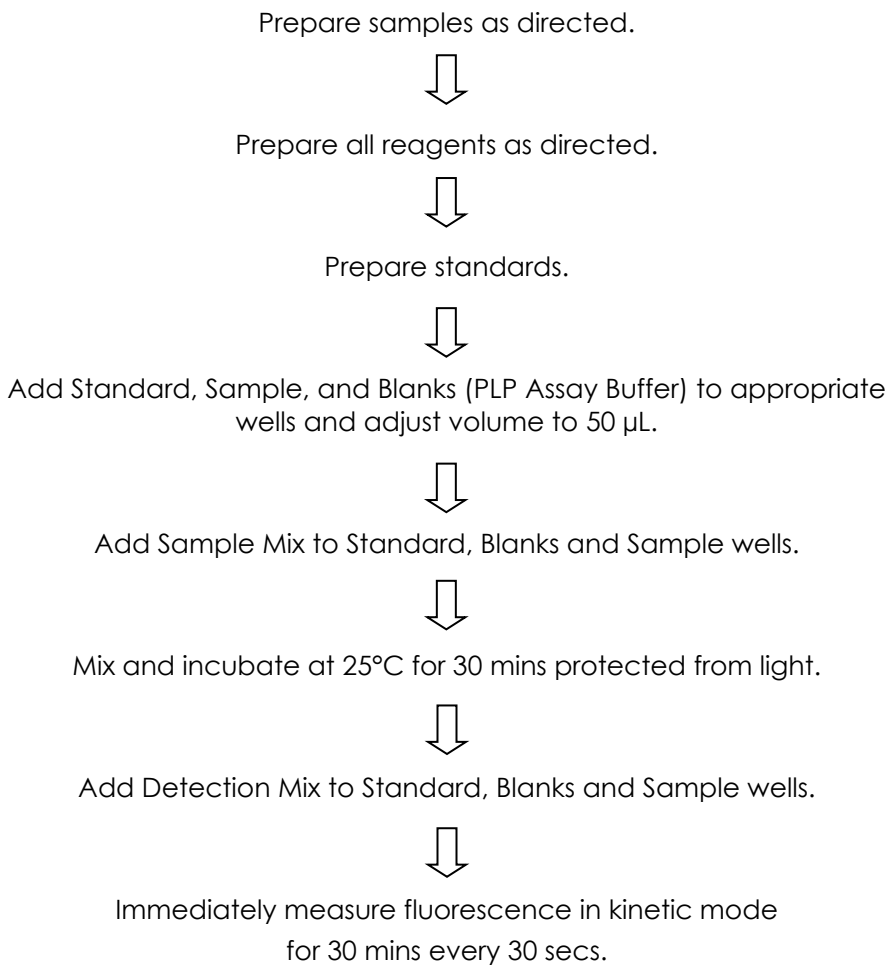 Prepare samples as directed.
Prepare all reagents as directed.
Prepare standards.
Add Standard, Sample, and Blanks (PLP Assay Buffer) to appropriate
wells and adjust volume to 50 µL.
Add Sample Mix to Standard, Blanks and Sample wells.
Mix and incubate at 25°C for 30 mins protected from light.
Add Detection Mix to Standard, Blanks and Sample wells.
Immediately measure fluorescence in kinetic mode
for 30 mins every 30 secs.